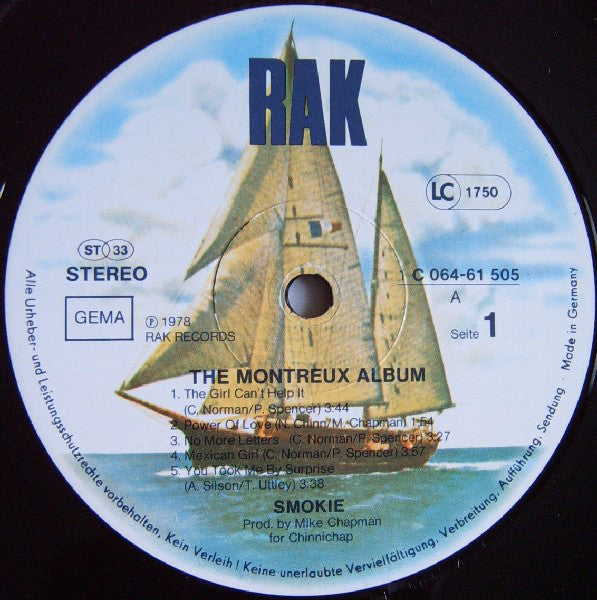 RAK
LC 1750
ST 33
STEREO
GEMA
℗ 1978
RAK RECORDS
C 064-61 505
A
Seite 1
THE MONTREUX ALBUM
1. The Girl Can't Help It
(C. Norman/P. Spencer) 3:44
2. Power Of Love (N. Chinn/M. Chapman) 1:54
3. No More Letters (C. Norman/P. Spencer) 3:27
4. Mexican Girl (C. Norman/P. Spencer) 3:57
5. You Took Me By Surprise
(A. Silson/T. Uttley) 3:38
SMOKIE
Prod. by Mike Chapman
for Chinnichap
Alle Urheber- und Leistungsschutzrechte vorbehalten. Kein Verleih! Keine unerlaubte Vervielfältigung, Verbreitung, Aufführung, Sendung · Made in Germany